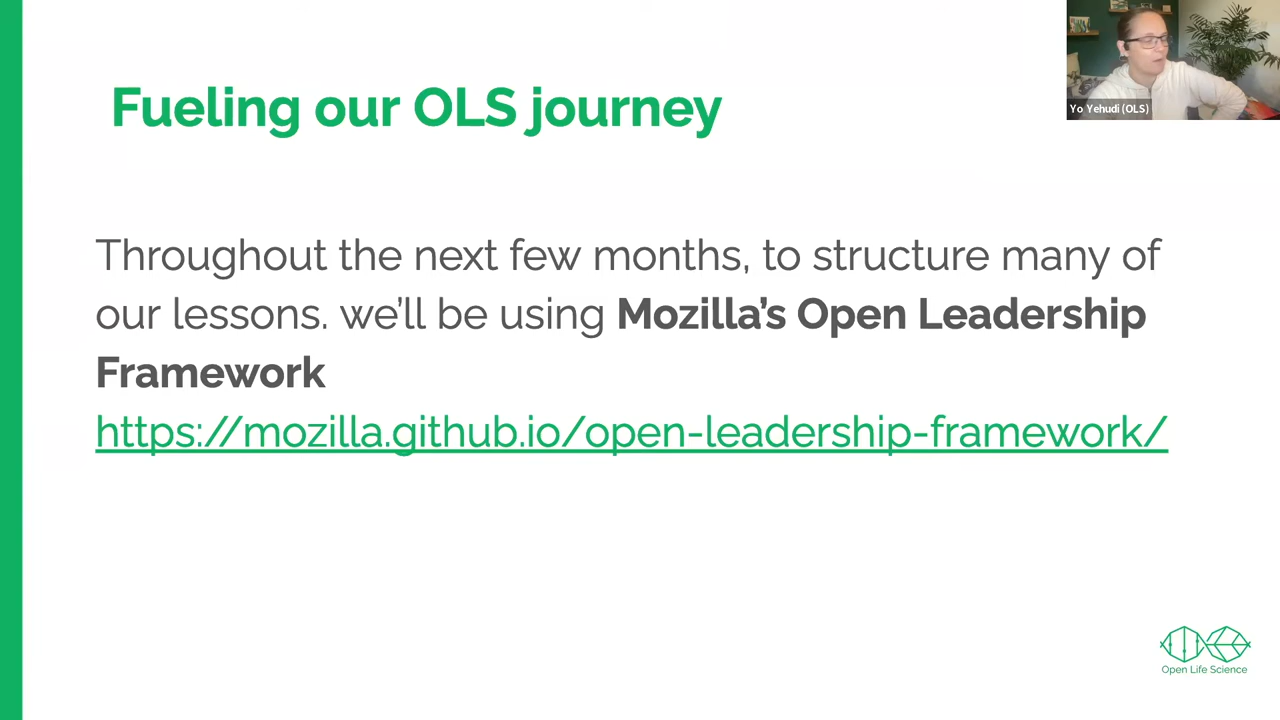 Fueling our OLS journey
Yo Yehudi (OLS)
Throughout the next few months, to structure many of
our lessons. we’ll be using Mozilla’s Open Leadership
Framework
https://mozilla.github.io/open-leadership-framework/
Open Life Science